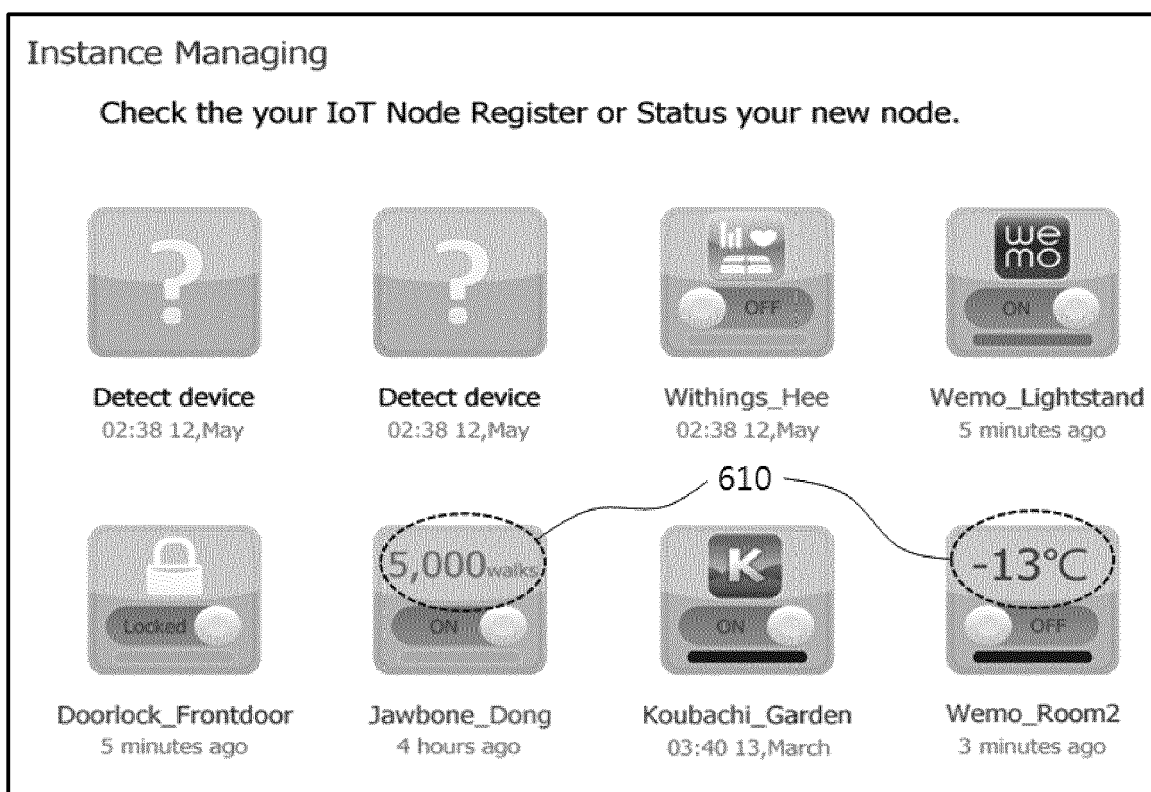 Instance Managing
Check the your IoT Node Register or Status your new node.
?
?
OFF
we
mo
ON
Detect device
Detect device
Withings_Hee
Wemo_Lightstand
02:38 12,May
02:38 12,May
02:38 12,May
5 minutes ago
610
5,000walks
K
-13°C
Locked
ON
ON
OFF
Doorlock_Frontdoor
Jawbone_Dong
Koubachi_Garden
Wemo_Room2
5 minutes ago
4 hours ago
03:40 13,March
3 minutes ago